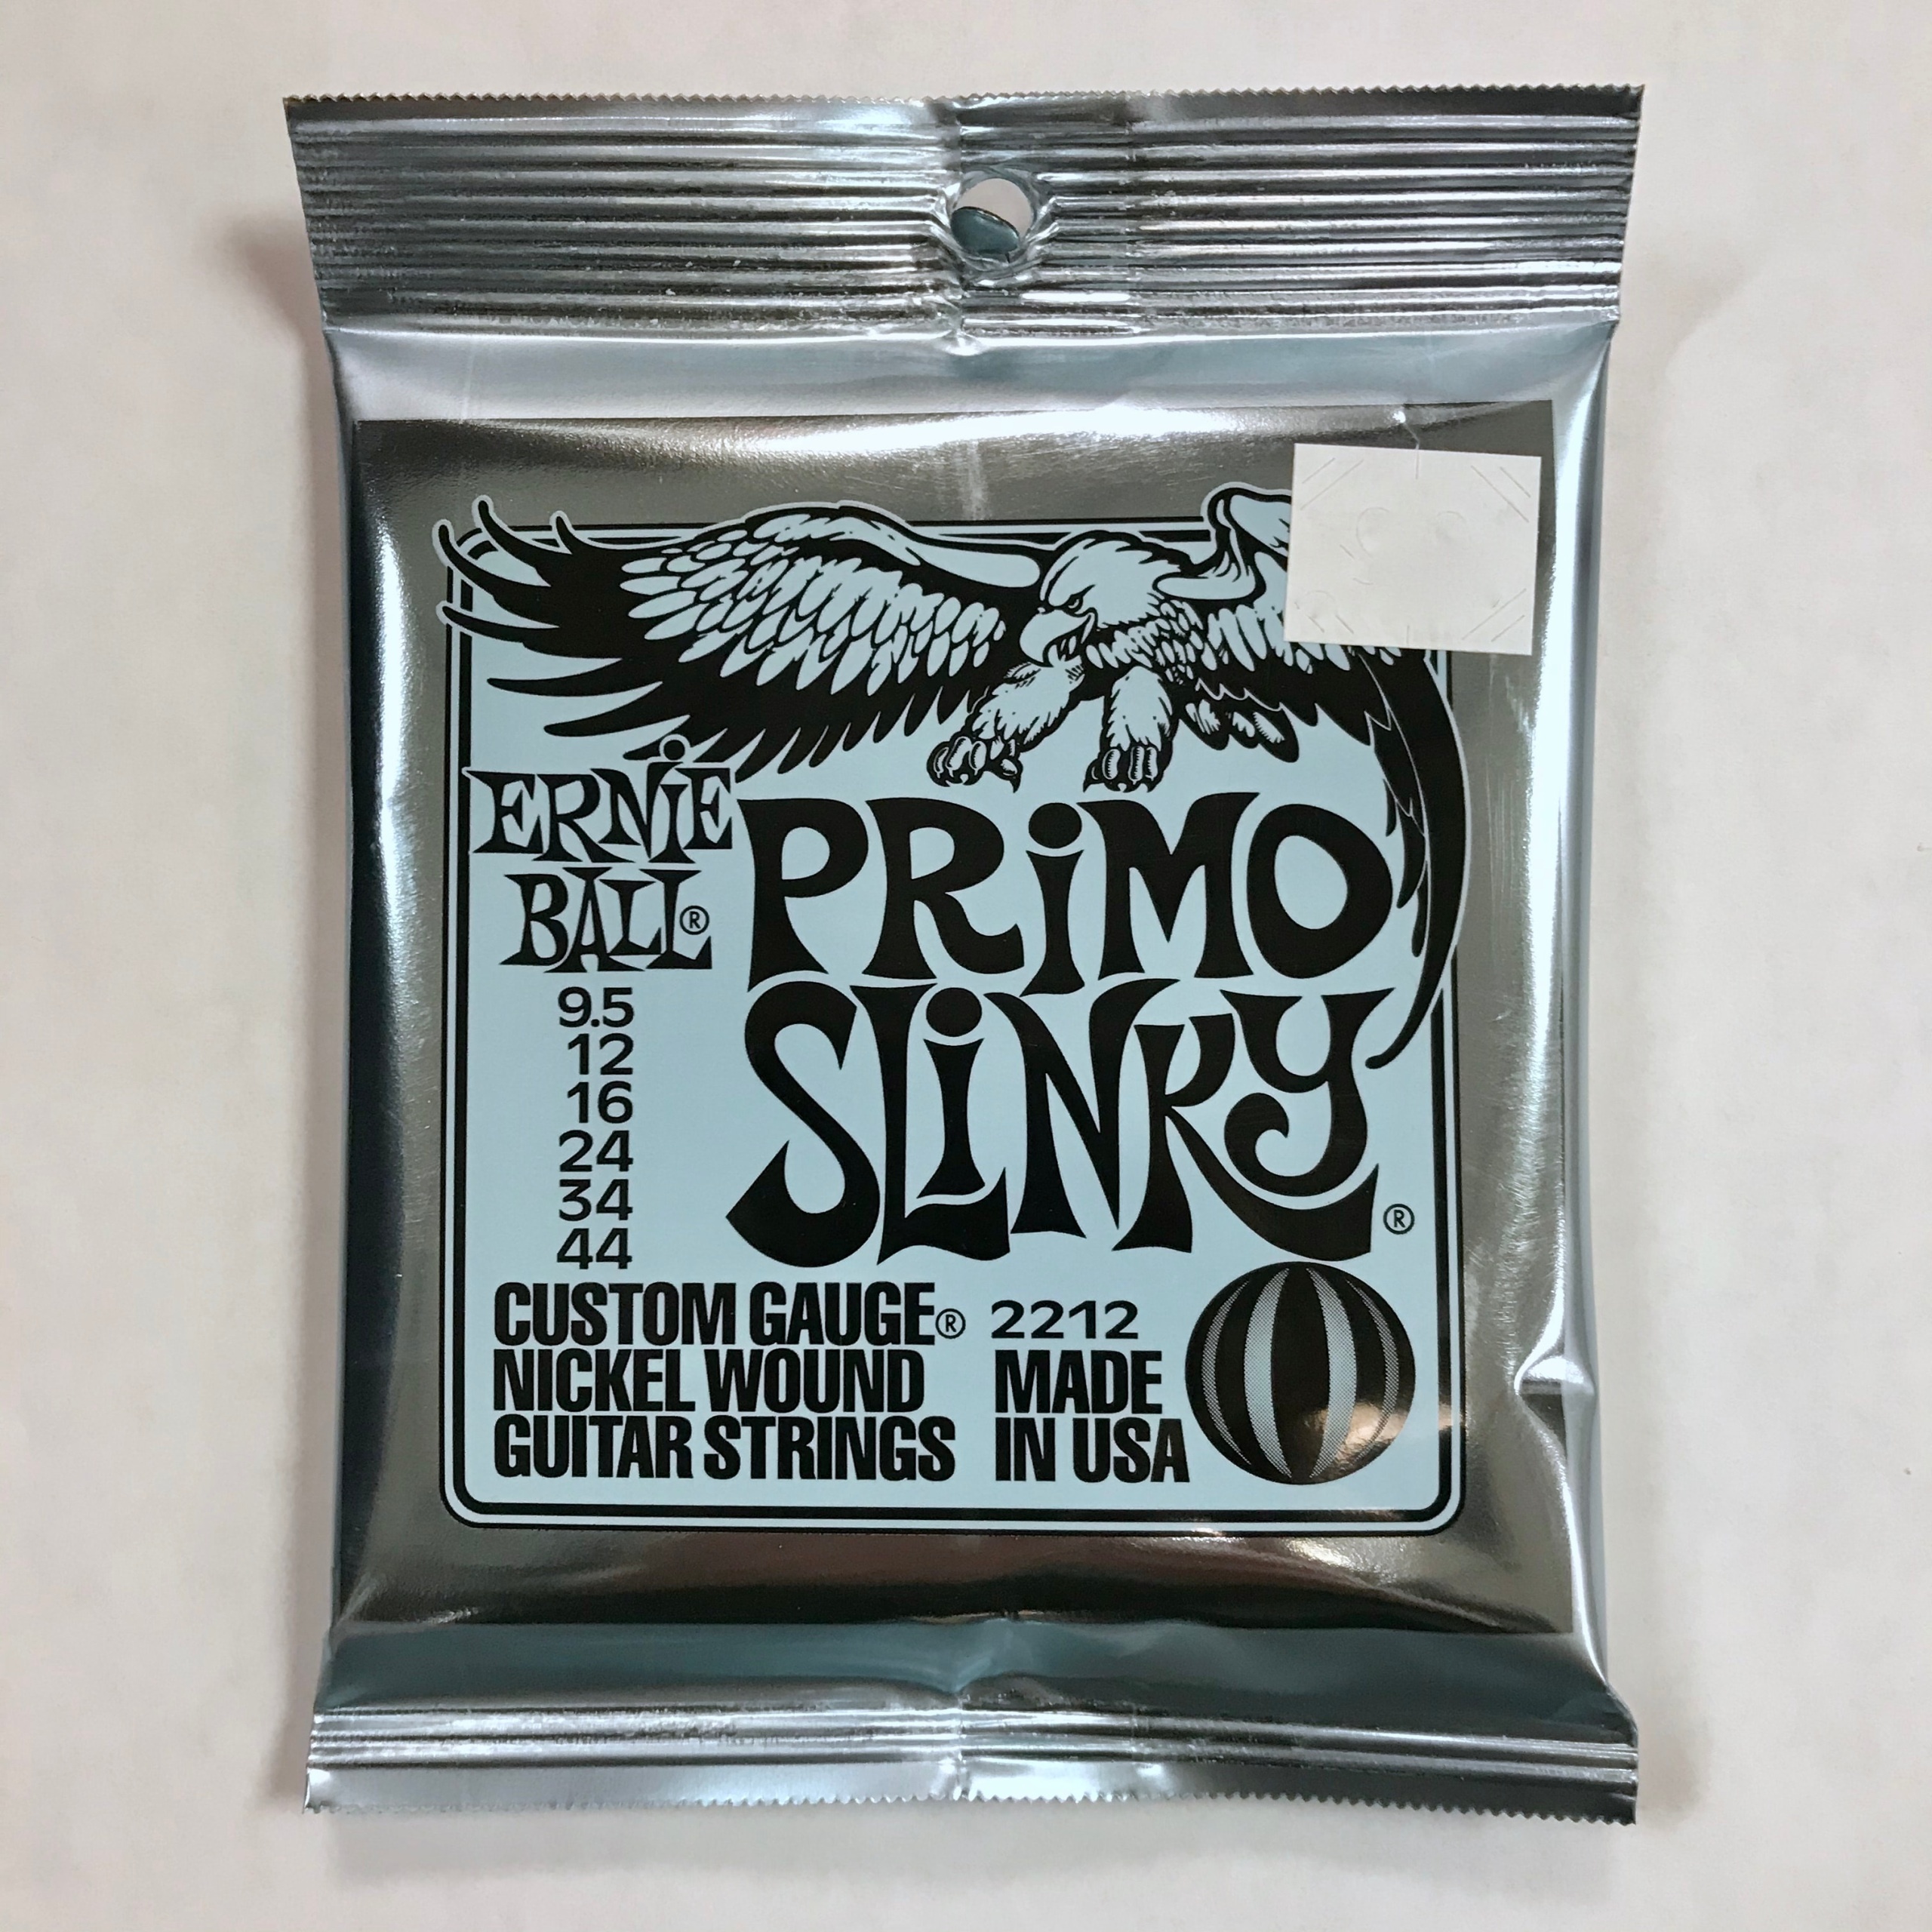 ERNiE
BALL®
PRiMO
SLiNKY®
9.5
12
16
24
34
44
CUSTOM GAUGE®
NICKEL WOUND
GUITAR STRINGS
2212
MADE
IN USA